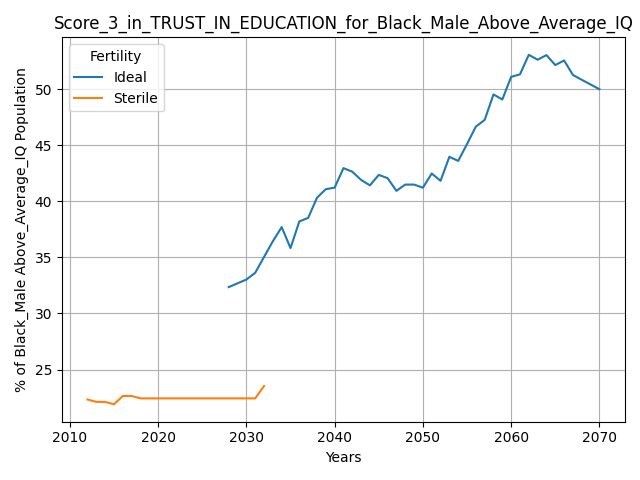 Score_3_in_TRUST_IN_EDUCATION_for_Black_Male_Above_Average_IQ
Fertility
Ideal
Sterile
% of Black_Male Above_Average_IQ Population
50
45
40
35
30
25
2010 2020 2030 2040 2050 2060 2070
Years